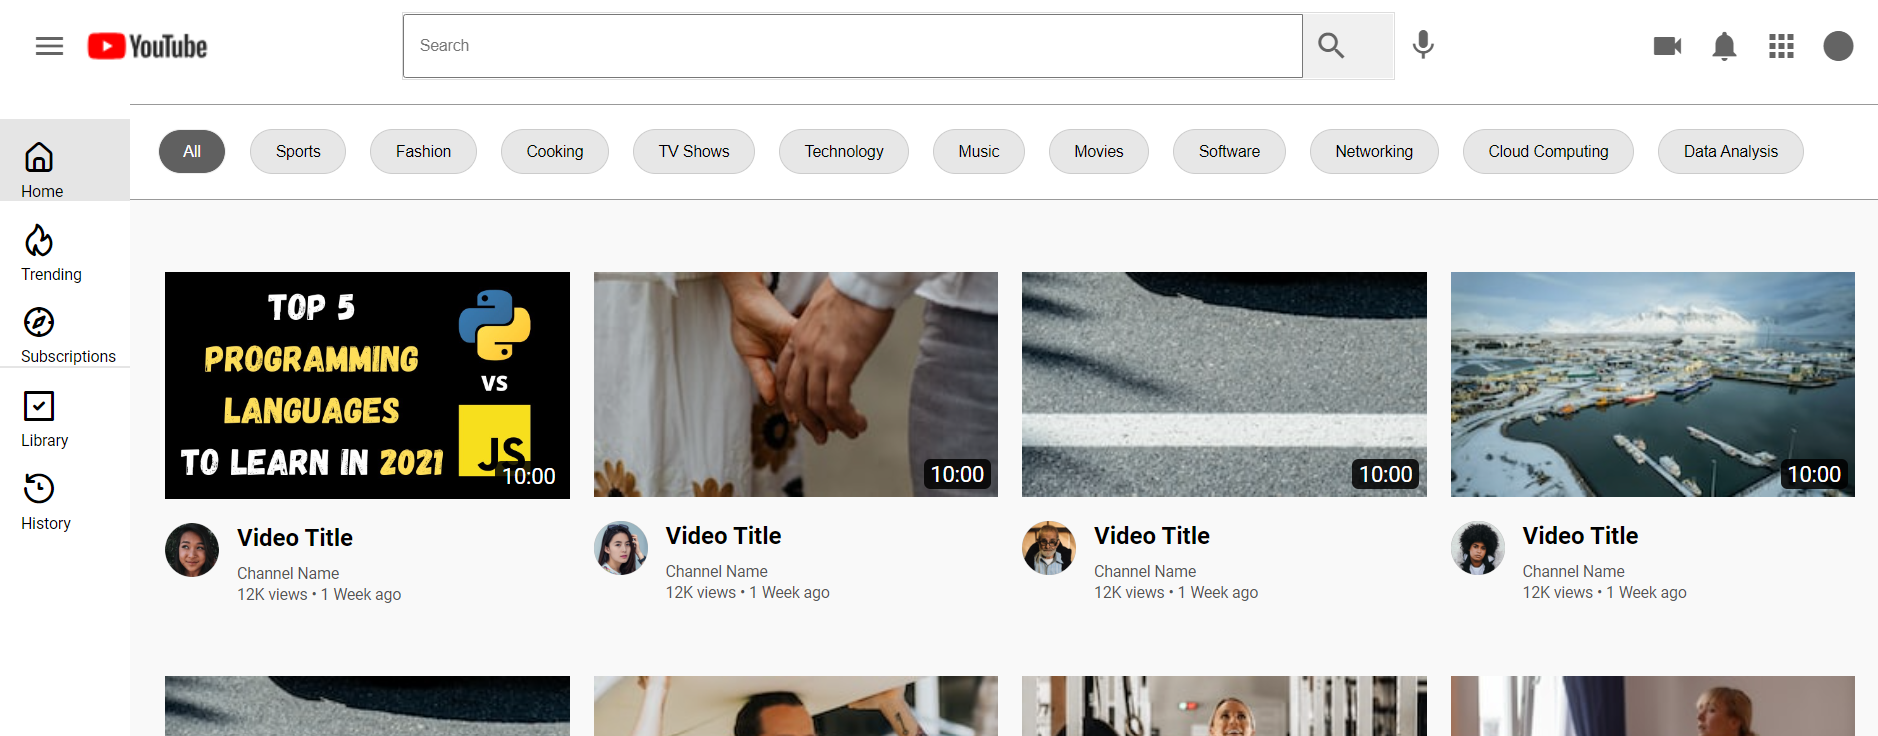 YouTube
Search
All
Sports
Fashion
Cooking
TV Shows
Technology
Music
Movies
Software
Networking
Cloud Computing
Data Analysis
Home
Trending
Subscriptions
Library
History
TOP 5
PROGRAMMING
LANGUAGES
TO LEARN IN 2021
VS
JS
10:00
10:00
10:00
10:00
Video Title
Channel Name
12K views • 1 Week ago
Video Title
Channel Name
12K views • 1 Week ago
Video Title
Channel Name
12K views • 1 Week ago
Video Title
Channel Name
12K views • 1 Week ago